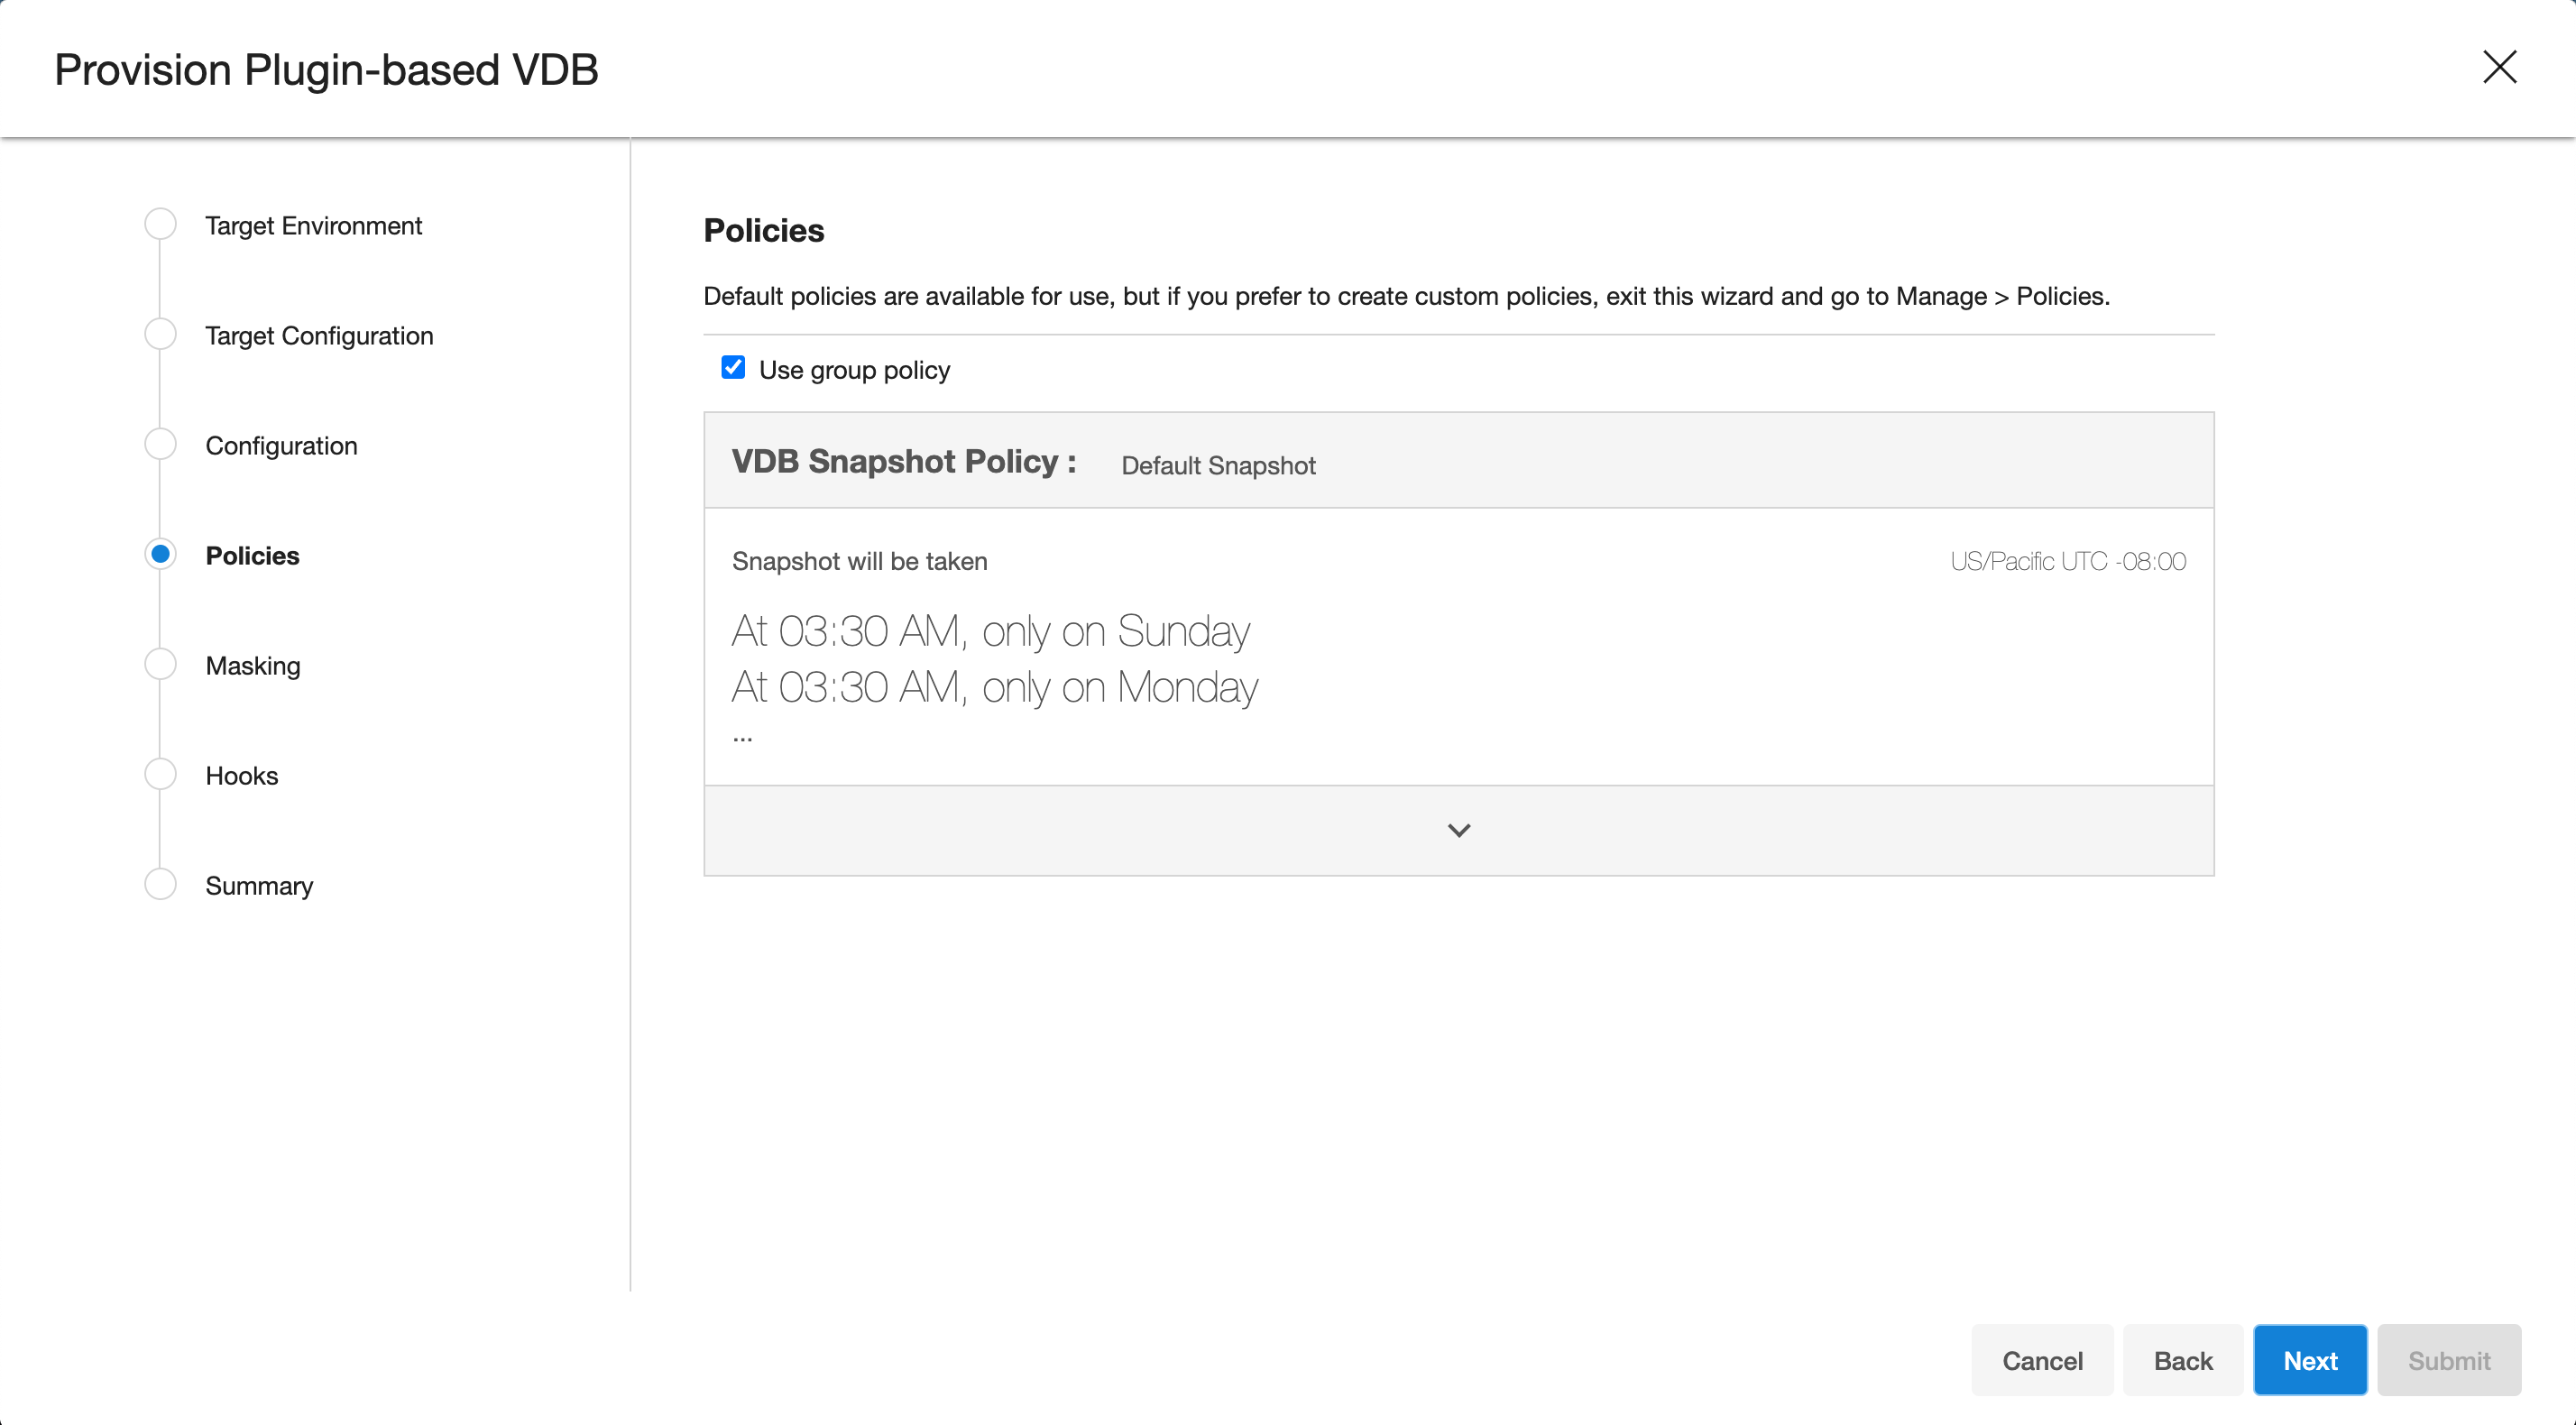 Provision Plugin-based VDB
Target Environment
Target Configuration
Configuration
Policies
Masking
Hooks
Summary
Policies
Default policies are available for use, but if you prefer to create custom policies, exit this wizard and go to Manage > Policies.
Use group policy
VDB Snapshot Policy : Default Snapshot
Snapshot will be taken US/Pacific UTC -08:00
At 03:30 AM, only on Sunday
At 03:30 AM, only on Monday
...
Cancel Back Next Submit